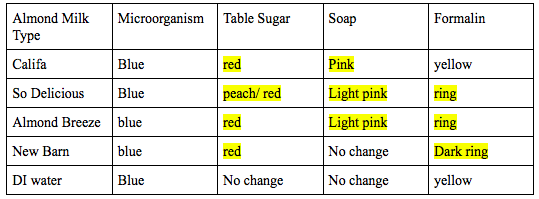 Almond Milk Type Microorganism Table Sugar Soap Formalin
Califa Blue red Pink yellow
So Delicious Blue peach/ red Light pink ring
Almond Breeze blue red Light pink ring
New Barn blue red No change Dark ring
DI water Blue No change No change yellow